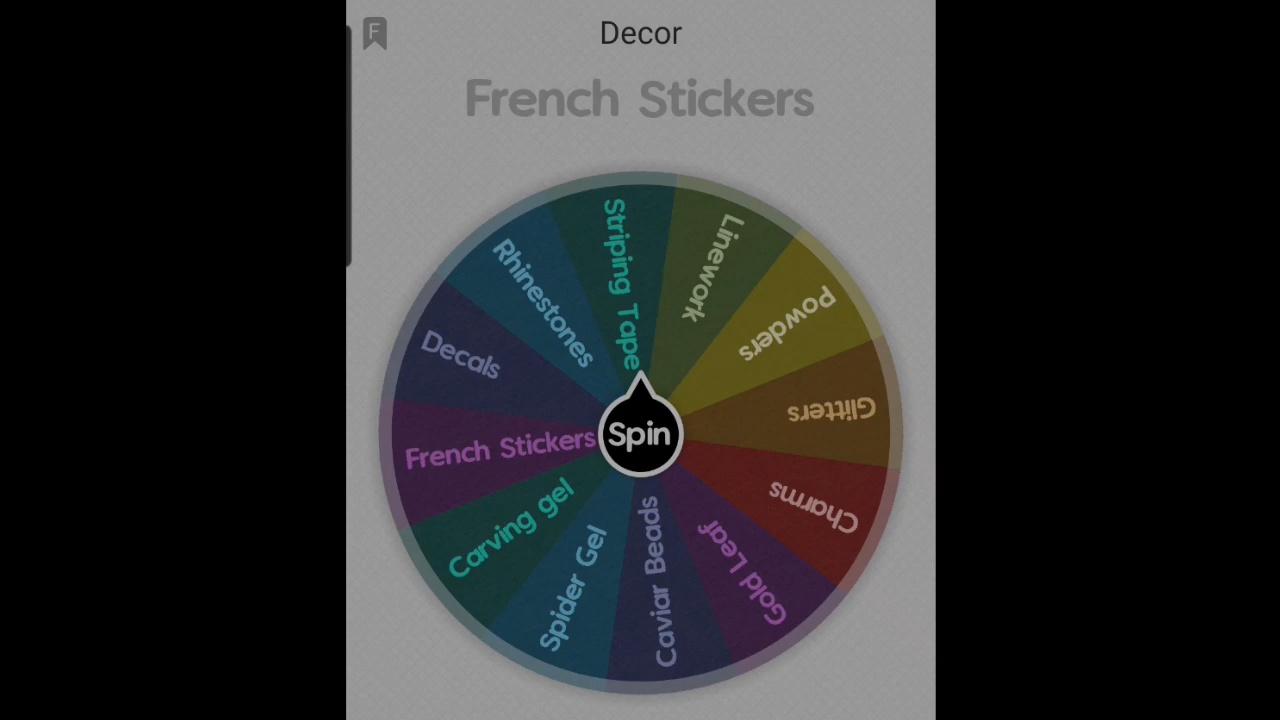 F
Decor
French Stickers
Striping Tape
Linework
Powders
Glitters
Charms
Gold Leaf
Caviar Beads
Spider Gel
Carving gel
French Stickers
Decals
Rhinestones
Spin